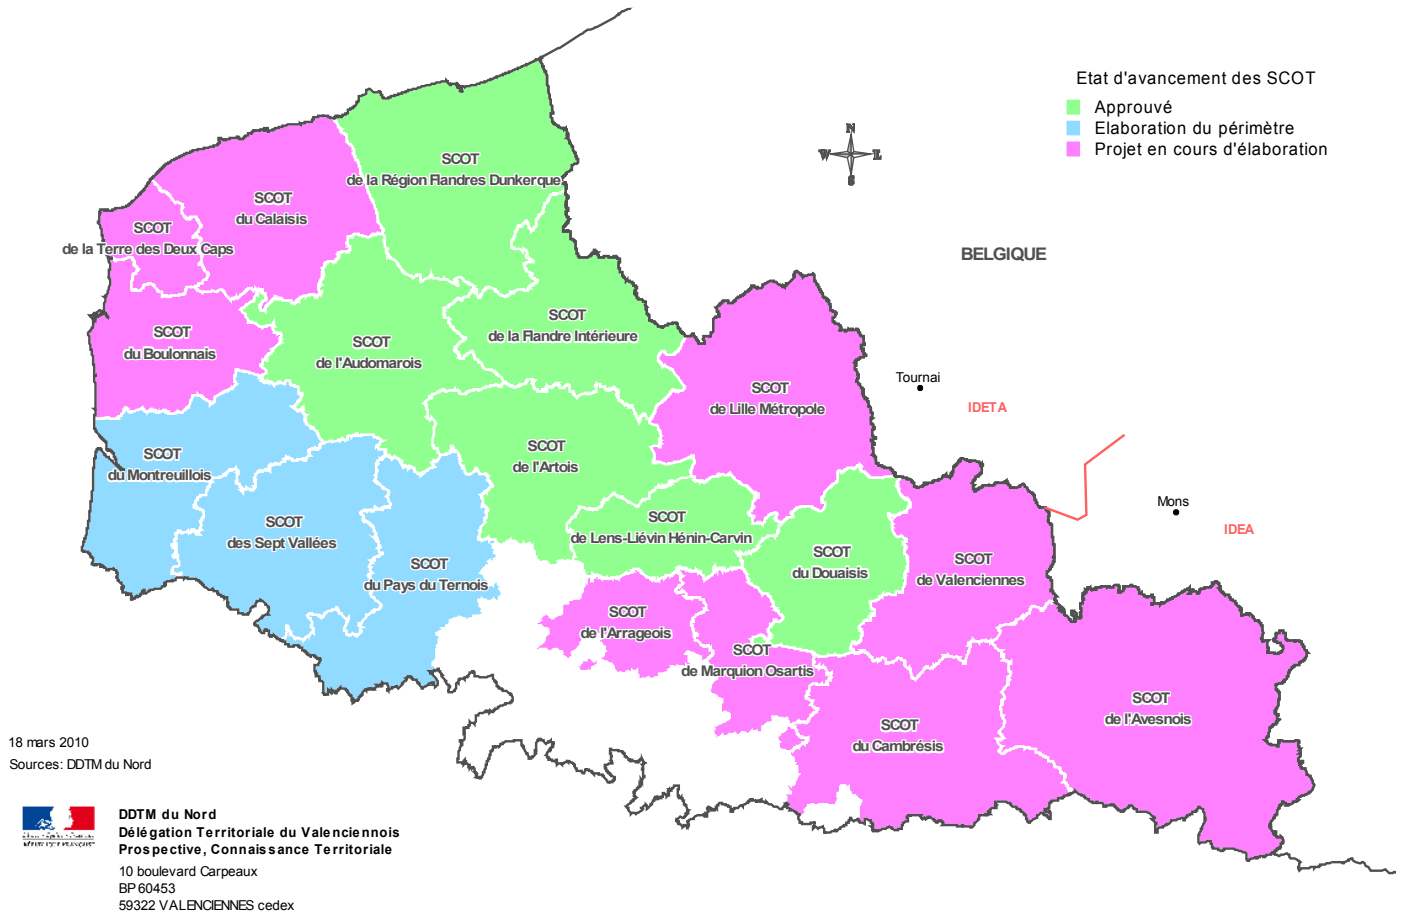 Etat d'avancement des SCOT
Approuvé
Elaboration du périmètre
Projet en cours d'élaboration
N
W
L
S
SCOT
de la Région Flandres Dunkerque
SCOT
du Calaisis
SCOT
de la Terre des Deux Caps
BELGIQUE
SCOT
du Boulonnais
SCOT
de l'Audomarois
SCOT
de la Flandre Intérieure
SCOT
de Lille Métropole
Tournai
IDETA
SCOT
du Montreuillois
SCOT
de l'Artois
Mons
IDEA
SCOT
des Sept Vallées
SCOT
de Lens-Liévin Hénin-Carvin
SCOT
du Pays du Ternois
SCOT
du Douaisis
SCOT
de Valenciennes
SCOT
de l'Arrageois
SCOT
de Marquion Osartis
SCOT
du Cambrésis
SCOT
de l'Avesnois
18 mars 2010
Sources: DDTM du Nord
RÉPUBLIQUE FRANÇAISE
DDTM du Nord
Délégation Territoriale du Valenciennois
Prospective, Connaissance Territoriale
10 boulevard Carpeaux
BP 60453
59322 VALENCIENNES cedex